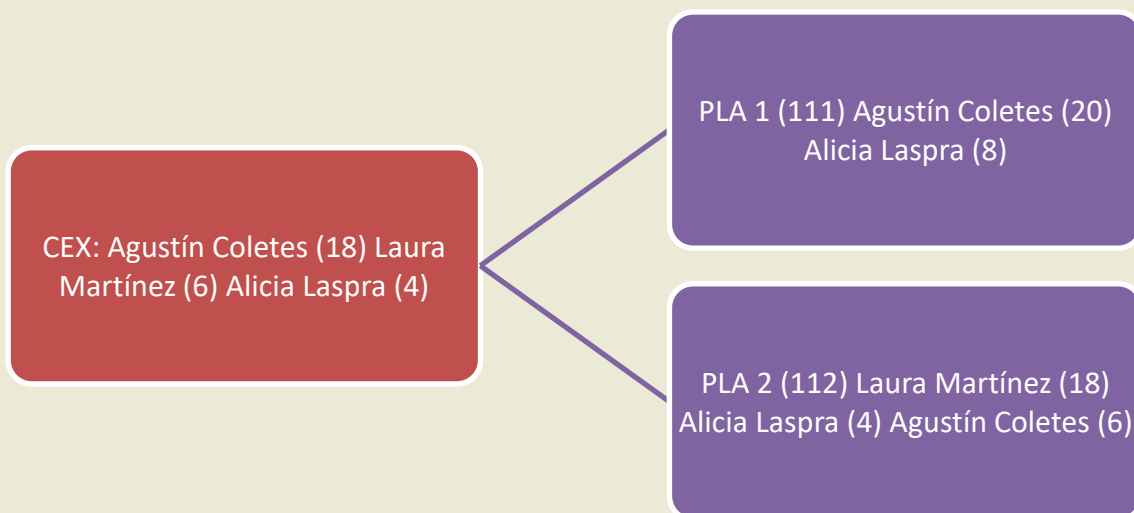 CEX: Agustín Coletes (18) Laura
Martínez (6) Alicia Laspra (4)
PLA 1 (111) Agustín Coletes (20)
Alicia Laspra (8)
PLA 2 (112) Laura Martínez (18)
Alicia Laspra (4) Agustín Coletes (6)